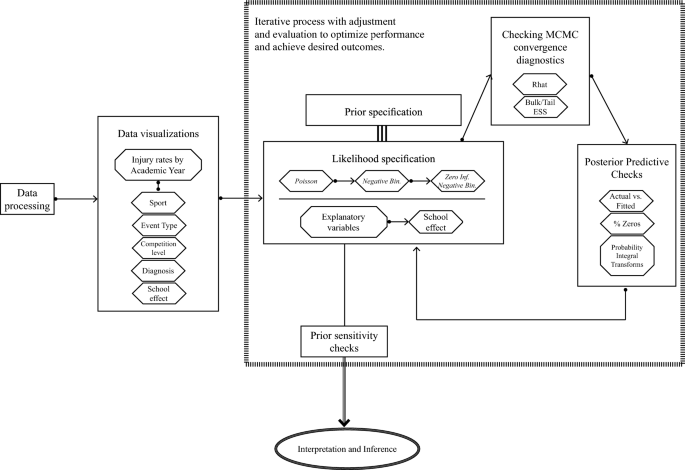 Iterative process with adjustment
and evaluation to optimize performance
and achieve desired outcomes.
Data
processing
Data visualizations
Injury rates by
Academic Year
Sport
Event Type
Competition
level
Diagnosis
School
effect
Prior specification
Likelihood specification
Poisson
Negative Bin.
Zero Inf.
Negative Bin.
Explanatory
variables
School
effect
Checking MCMC
convergence
diagnostics
Rhat
Bulk/Tail
ESS
Posterior Predictive
Checks
Actual vs.
Fitted
% Zeros
Probability
Integral
Transforms
Prior sensitivity
checks
Interpretation and Inference